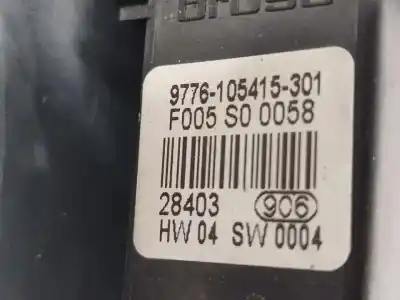 9776-105415-301
F005 S0 0058
28403 906
HW 04 SW 0004